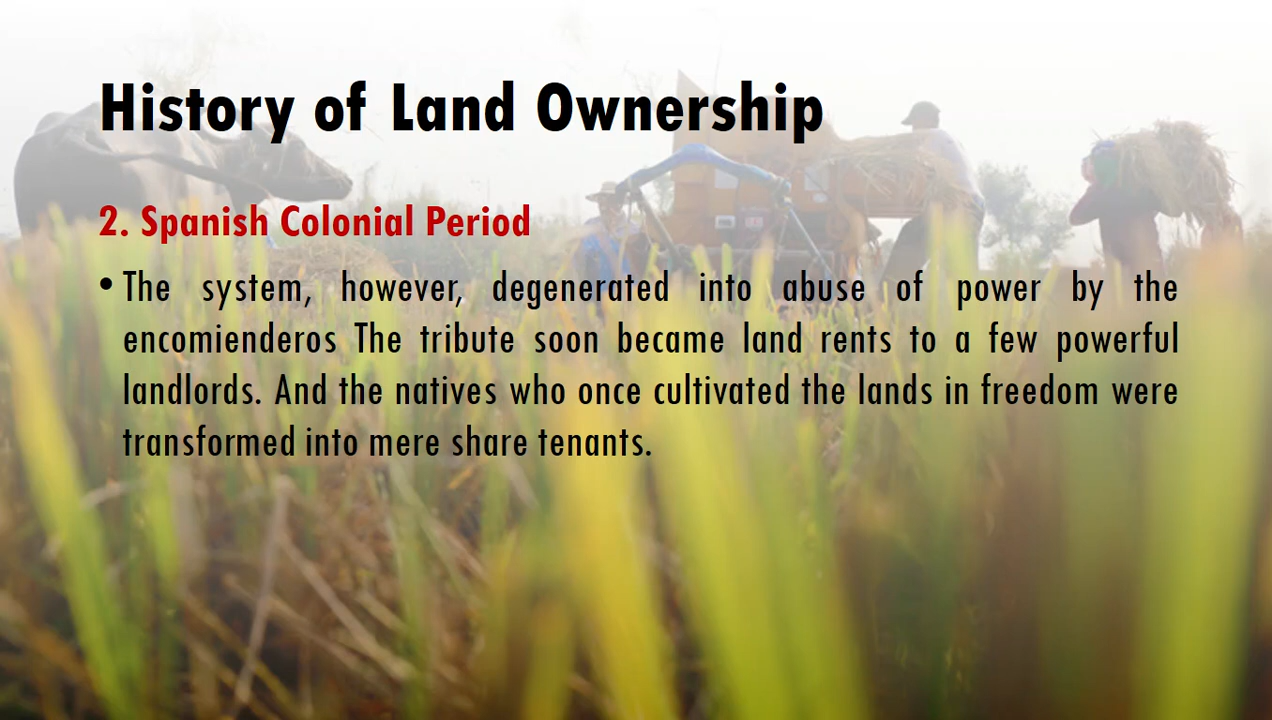 History of Land Ownership
2. Spanish Colonial Period
• The system, however, degenerated into abuse of power by the
encomienderos The tribute soon became land rents to a few powerful
landlords. And the natives who once cultivated the lands in freedom were
transformed into mere share tenants.